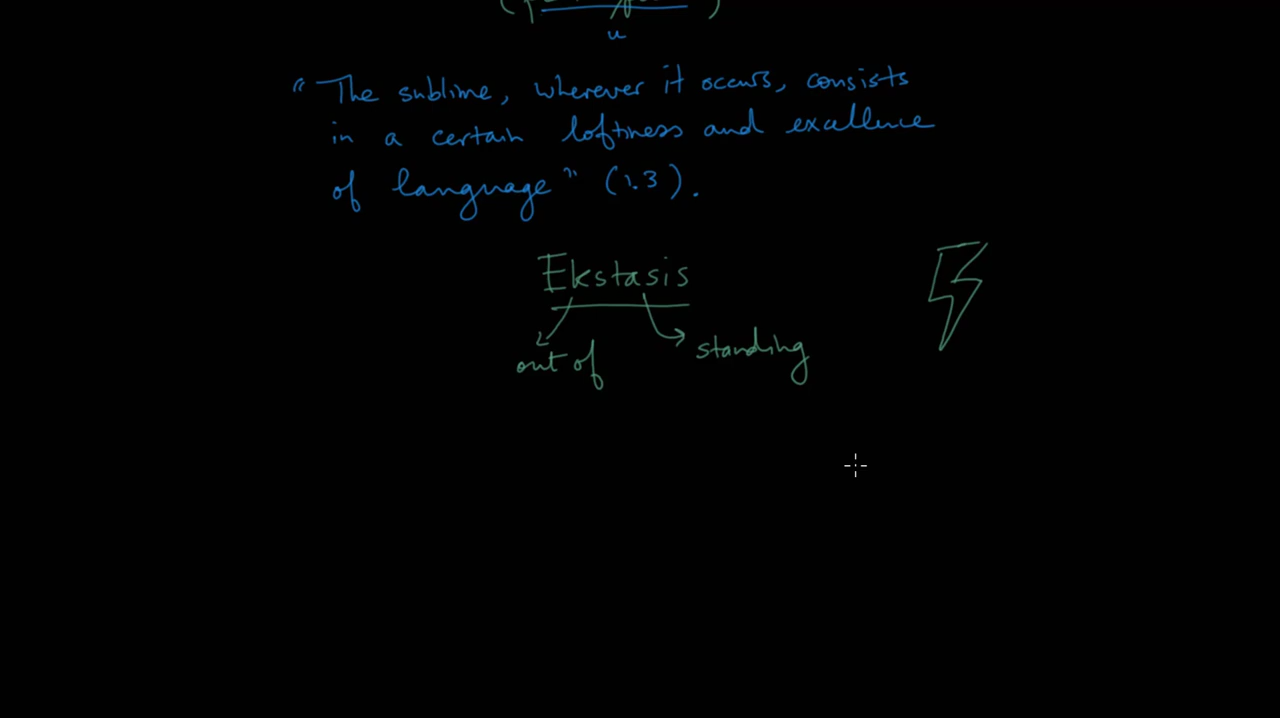 "The sublime, wherever it occurs, consists
in a certain loftiness and excellence
of language" (1.3).
Ekstasis
out of
standing